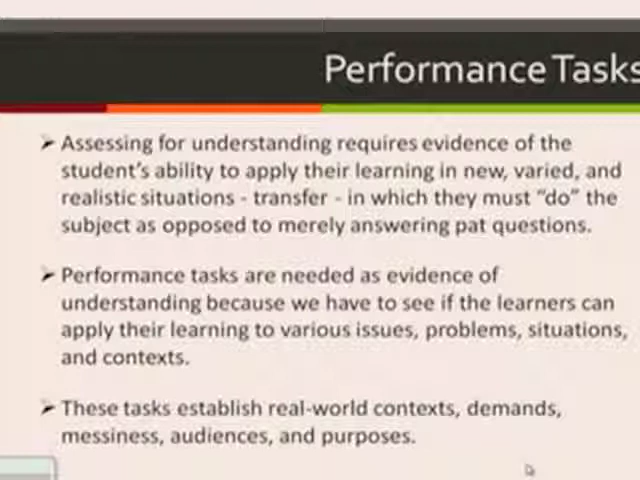 Performance Tasks
Assessing for understanding requires evidence of the
student's ability to apply their learning in new, varied, and
realistic situations - transfer - in which they must "do" the
subject as opposed to merely answering pat questions.
Performance tasks are needed as evidence of
understanding because we have to see if the learners can
apply their learning to various issues, problems, situations,
and contexts.
These tasks establish real-world contexts, demands,
messiness, audiences, and purposes.